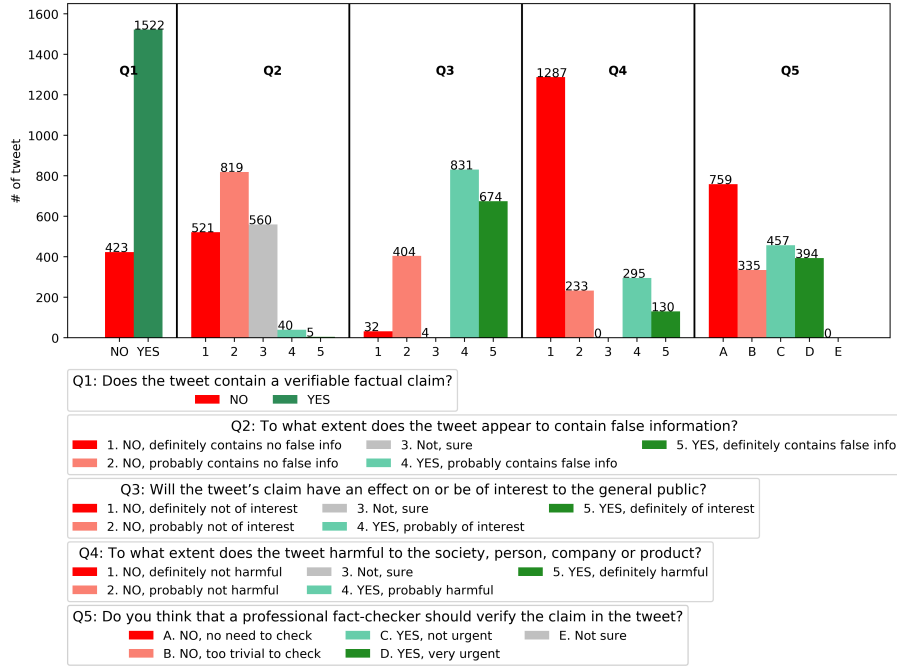 1600
1400
1200
1000
800
600
400
200
0
# of tweet
Q1 Q2 Q3 Q4 Q5
423 1522
521 819 560 40 5
32 404 4 831 674
1287 233 0 295 130
759 335 457 394 0
NO YES 1 2 3 4 5 1 2 3 4 5 1 2 3 4 5 A B C D E
Q1: Does the tweet contain a verifiable factual claim?
NO YES
Q2: To what extent does the tweet appear to contain false information?
1. NO, definitely contains no false info 3. Not, sure 5. YES, definitely contains false info
2. NO, probably contains no false info 4. YES, probably contains false info
Q3: Will the tweet’s claim have an effect on or be of interest to the general public?
1. NO, definitely not of interest 3. Not, sure 5. YES, definitely of interest
2. NO, probably not of interest 4. YES, probably of interest
Q4: To what extent does the tweet harmful to the society, person, company or product?
1. NO, definitely not harmful 3. Not, sure 5. YES, definitely harmful
2. NO, probably not harmful 4. YES, probably harmful
Q5: Do you think that a professional fact-checker should verify the claim in the tweet?
A. NO, no need to check C. YES, not urgent E. Not sure
B. NO, too trivial to check D. YES, very urgent